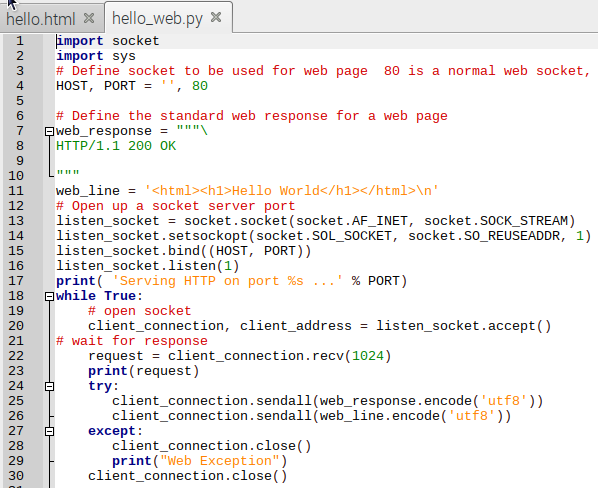 hello.html hello_web.py
1 import socket
2 import sys
3 # Define socket to be used for web page  80 is a normal web socket,
4 HOST, PORT = '', 80
5
6 # Define the standard web response for a web page
7 web_response = """\
8 HTTP/1.1 200 OK
9
10 """
11 web_line = '<html><h1>Hello World</h1></html>\n'
12 # Open up a socket server port
13 listen_socket = socket.socket(socket.AF_INET, socket.SOCK_STREAM)
14 listen_socket.setsockopt(socket.SOL_SOCKET, socket.SO_REUSEADDR, 1)
15 listen_socket.bind((HOST, PORT))
16 listen_socket.listen(1)
17 print( 'Serving HTTP on port %s ...' % PORT)
18 while True:
19     # open socket
20     client_connection, client_address = listen_socket.accept()
21 # wait for response
22     request = client_connection.recv(1024)
23     print(request)
24     try:
25        client_connection.sendall(web_response.encode('utf8'))
26        client_connection.sendall(web_line.encode('utf8'))
27     except:
28        client_connection.close()
29        print("Web Exception")
30     client_connection.close()